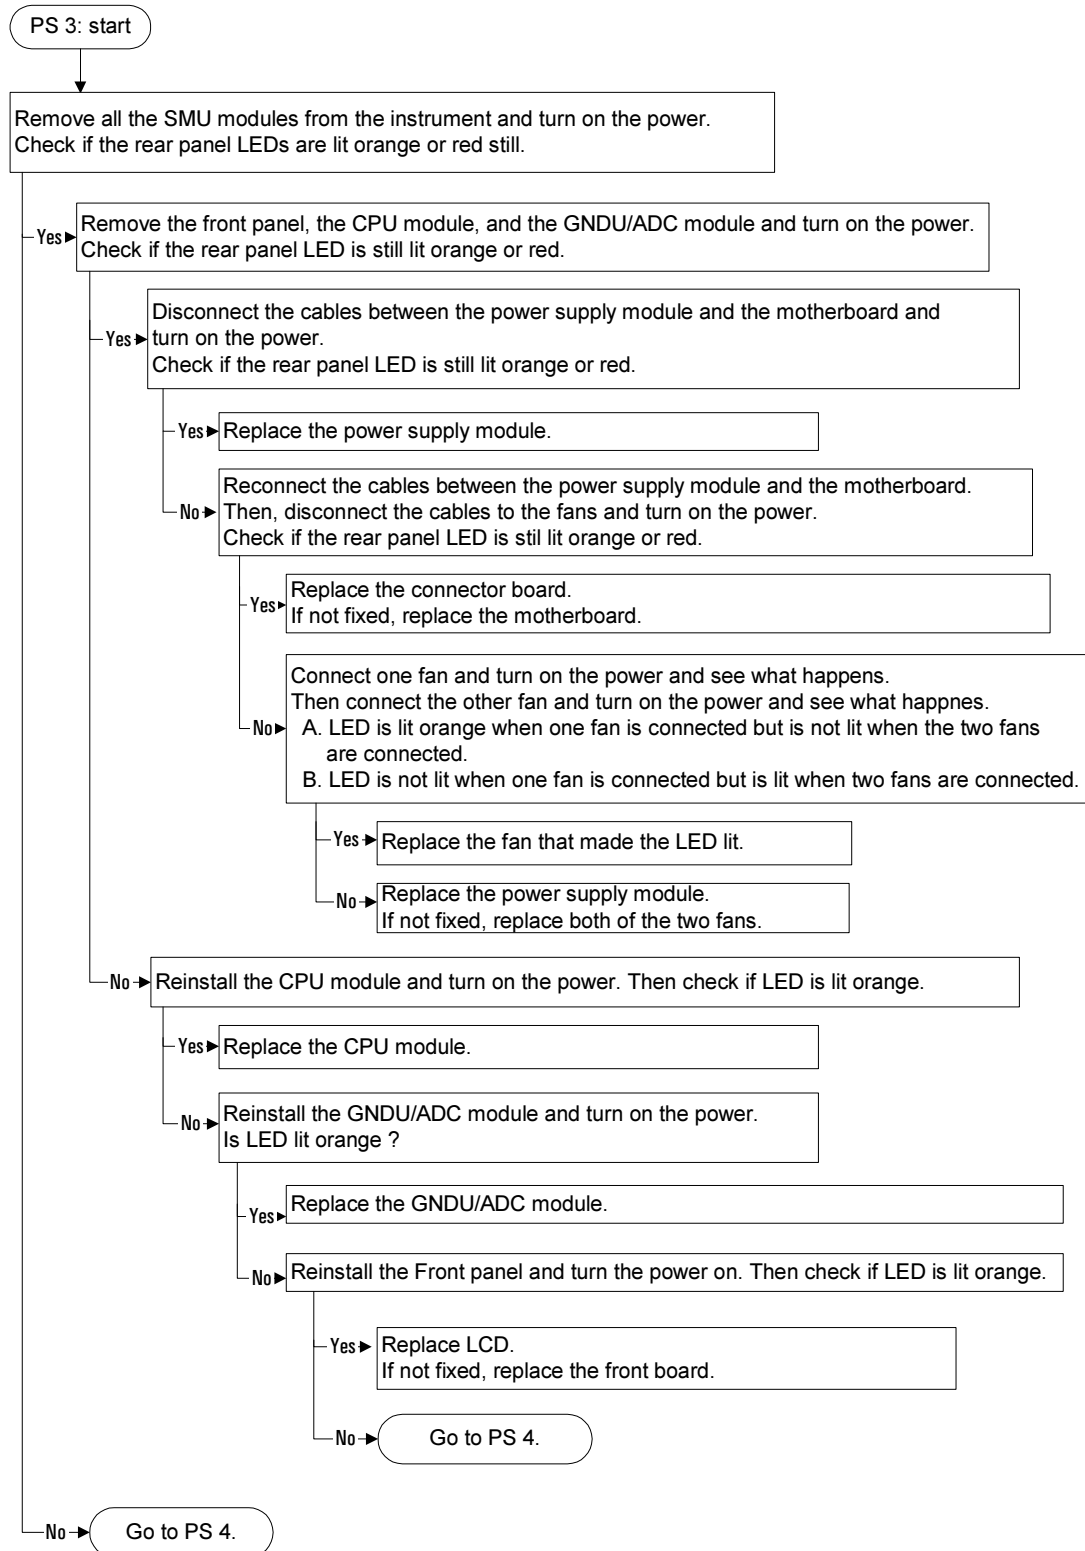 PS 3: start
Remove all the SMU modules from the instrument and turn on the power.
Check if the rear panel LEDs are lit orange or red still.
Yes
Remove the front panel, the CPU module, and the GNDU/ADC module and turn on the power.
Check if the rear panel LED is still lit orange or red.
Yes
Disconnect the cables between the power supply module and the motherboard and
turn on the power.
Check if the rear panel LED is still lit orange or red.
Yes
Replace the power supply module.
No
Reconnect the cables between the power supply module and the motherboard.
Then, disconnect the cables to the fans and turn on the power.
Check if the rear panel LED is stil lit orange or red.
Yes
Replace the connector board.
If not fixed, replace the motherboard.
No
Connect one fan and turn on the power and see what happens.
Then connect the other fan and turn on the power and see what happnes.
A. LED is lit orange when one fan is connected but is not lit when the two fans
are connected.
B. LED is not lit when one fan is connected but is lit when two fans are connected.
Yes
Replace the fan that made the LED lit.
No
Replace the power supply module.
If not fixed, replace both of the two fans.
No
Reinstall the CPU module and turn on the power. Then check if LED is lit orange.
Yes
Replace the CPU module.
No
Reinstall the GNDU/ADC module and turn on the power.
Is LED lit orange ?
Yes
Replace the GNDU/ADC module.
No
Reinstall the Front panel and turn the power on. Then check if LED is lit orange.
Yes
Replace LCD.
If not fixed, replace the front board.
No
Go to PS 4.
No
Go to PS 4.